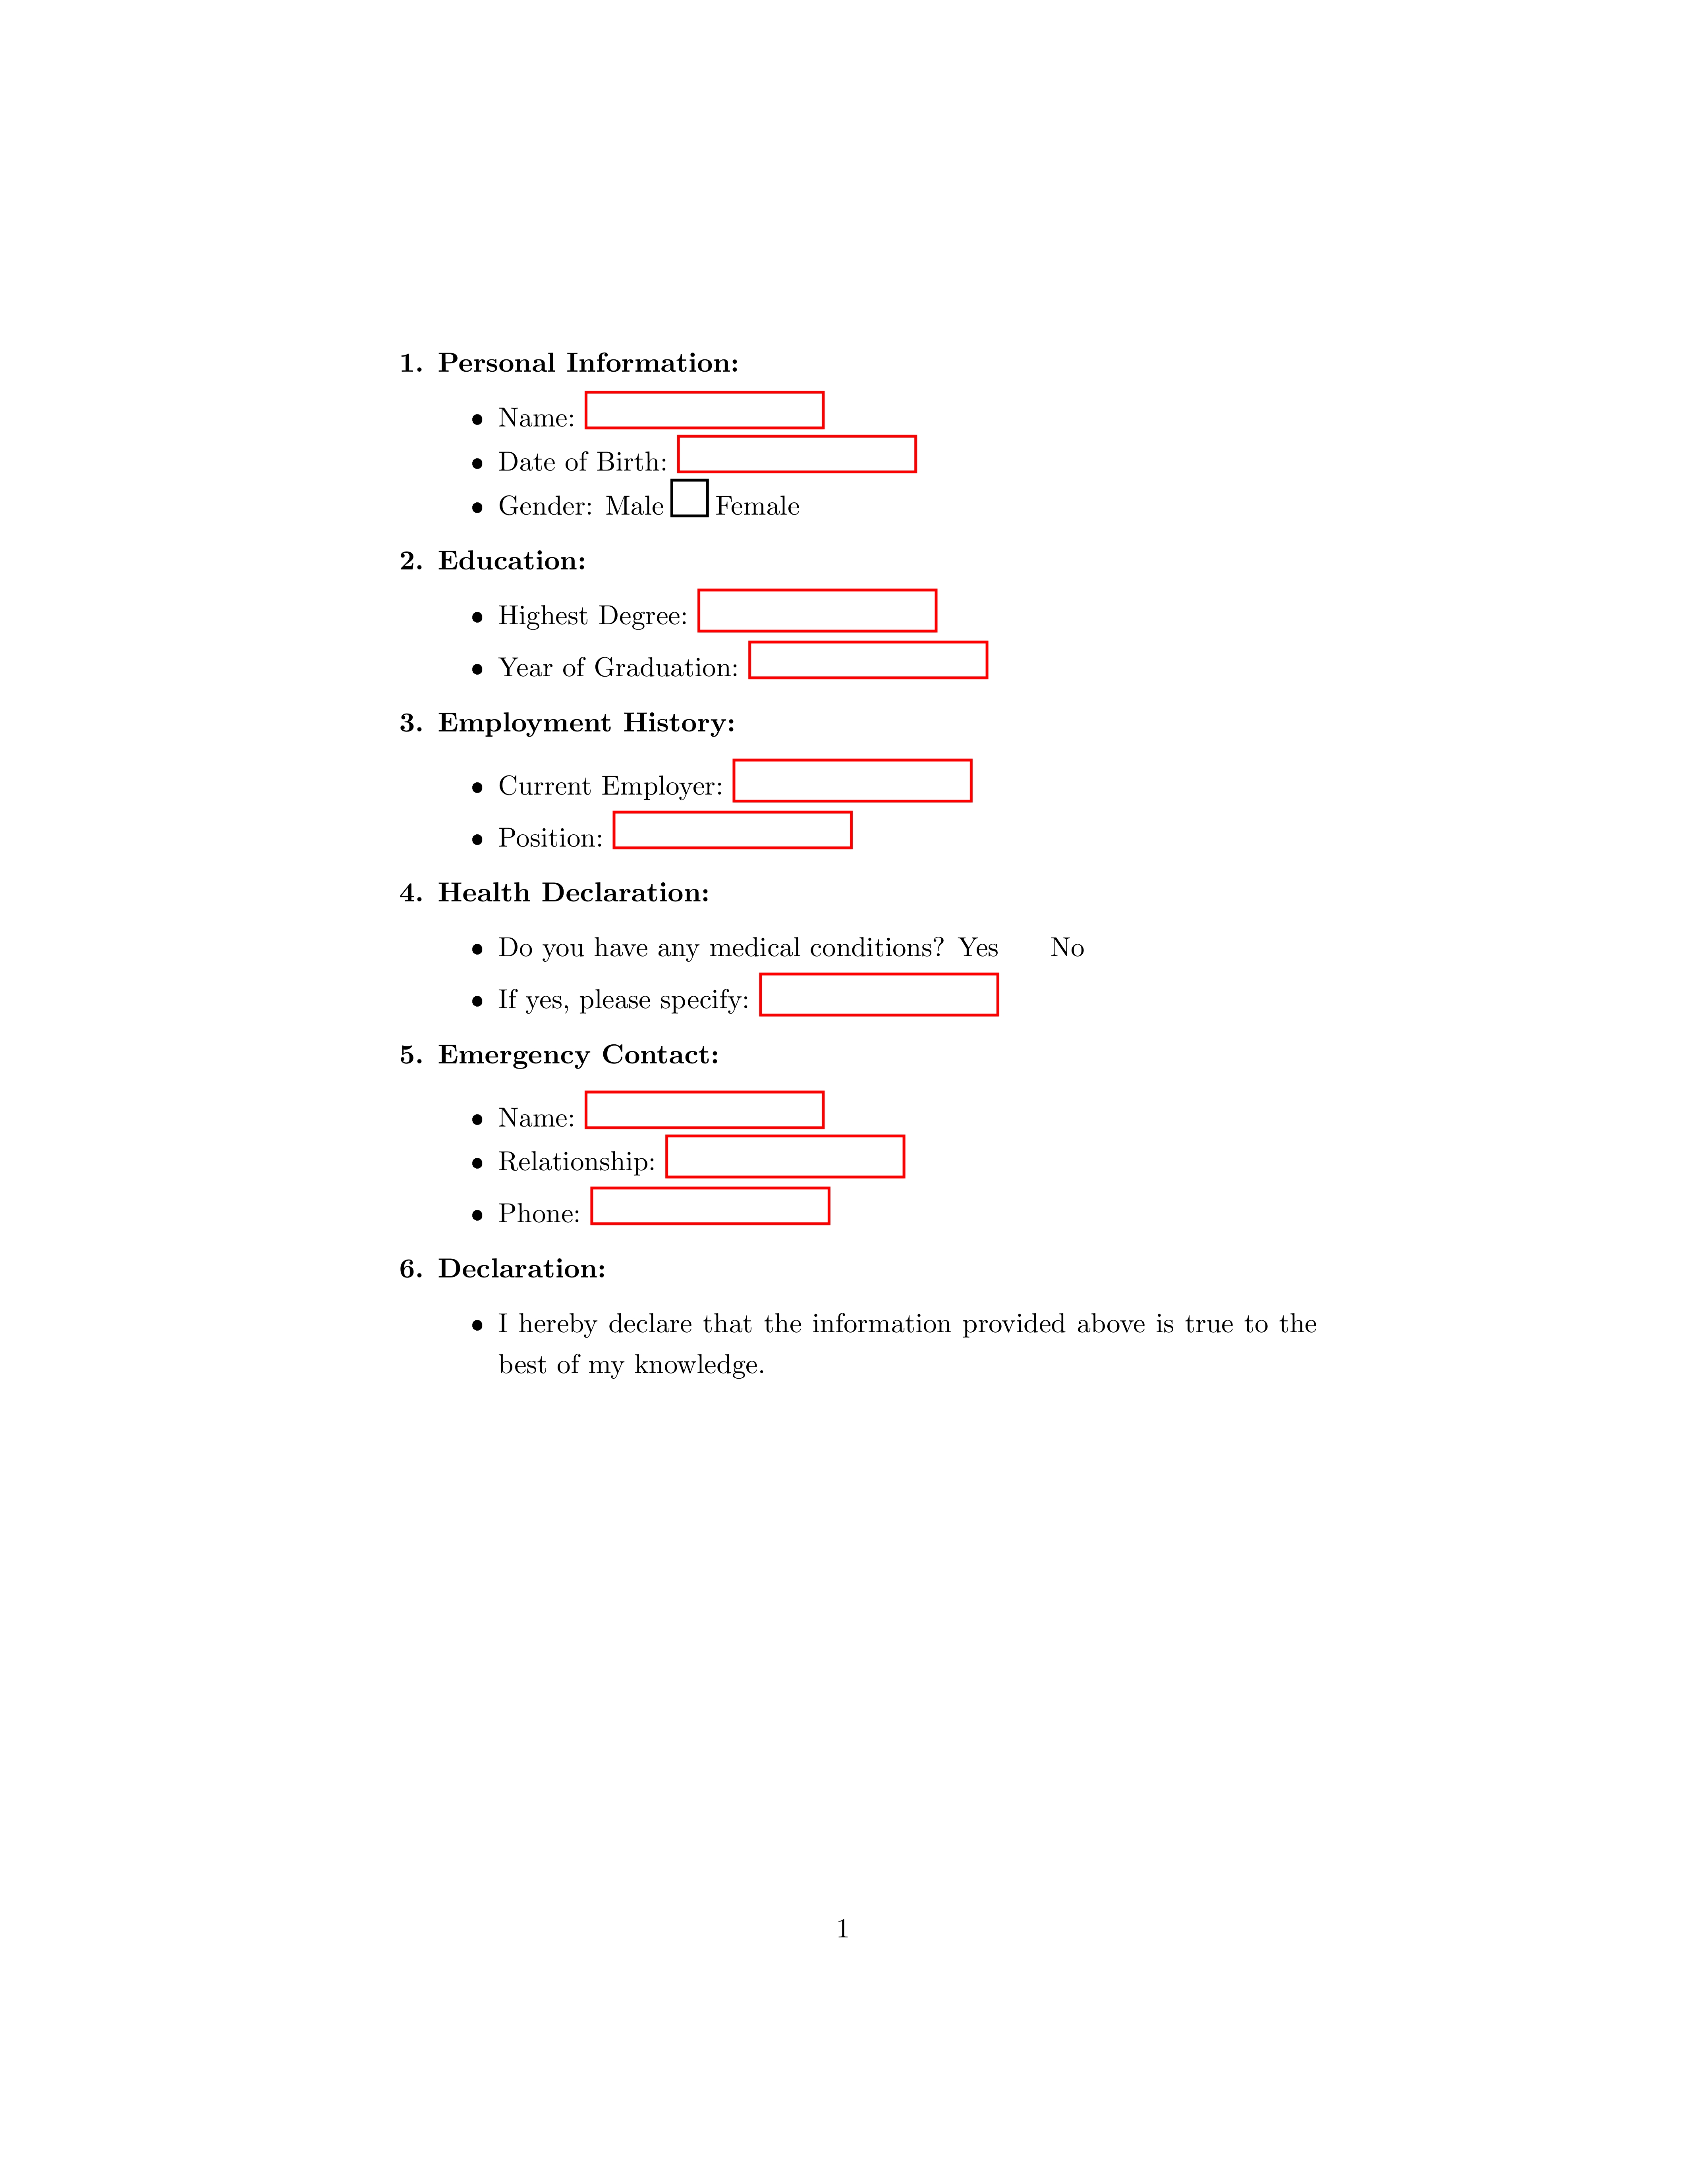 1. Personal Information:
• Name:
• Date of Birth:
• Gender: Male Female
2. Education:
• Highest Degree:
• Year of Graduation:
3. Employment History:
• Current Employer:
• Position:
4. Health Declaration:
• Do you have any medical conditions? Yes No
• If yes, please specify:
5. Emergency Contact:
• Name:
• Relationship:
• Phone:
6. Declaration:
• I hereby declare that the information provided above is true to the
best of my knowledge.
1